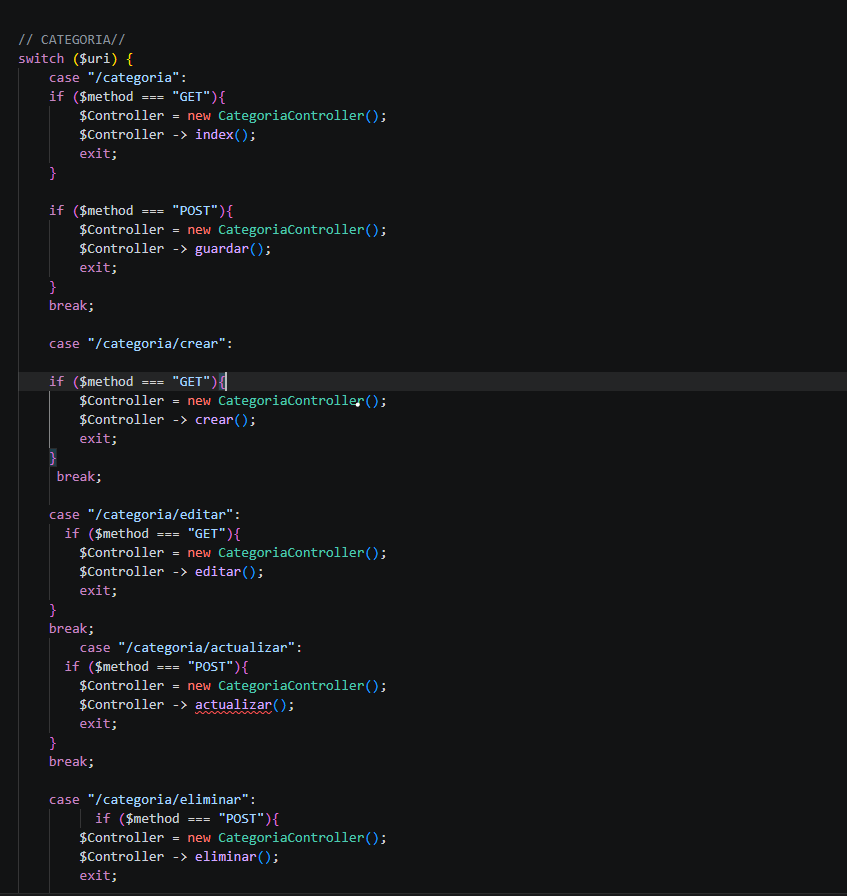 // CATEGORIA//
switch ($uri) {
case "/categoria":
if ($method === "GET"){
$Controller = new CategoriaController();
$Controller -> index();
exit;
}
if ($method === "POST"){
$Controller = new CategoriaController();
$Controller -> guardar();
exit;
}
break;
case "/categoria/crear":
if ($method === "GET"){
$Controller = new CategoriaController();
$Controller -> crear();
exit;
}
break;
case "/categoria/editar":
if ($method === "GET"){
$Controller = new CategoriaController();
$Controller -> editar();
exit;
}
break;
case "/categoria/actualizar":
if ($method === "POST"){
$Controller = new CategoriaController();
$Controller -> actualizar();
exit;
}
break;
case "/categoria/eliminar":
if ($method === "POST"){
$Controller = new CategoriaController();
$Controller -> eliminar();
exit;